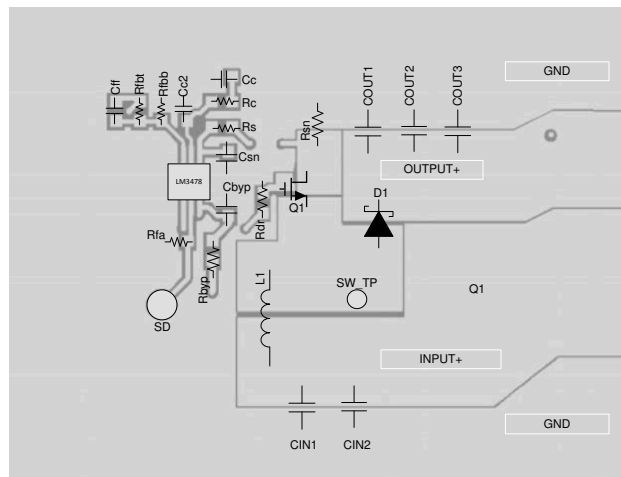 GND
COUT1
COUT2
COUT3
Cff
Rfbt
Rfbb
Cc2
Cc
Rc
Rs
Rsn
Csn
OUTPUT+
LM3478
Cbyp
D1
Q1
Rdr
Rfa
Rbyp
L1
SW_TP
Q1
SD
INPUT+
GND
CIN1
CIN2